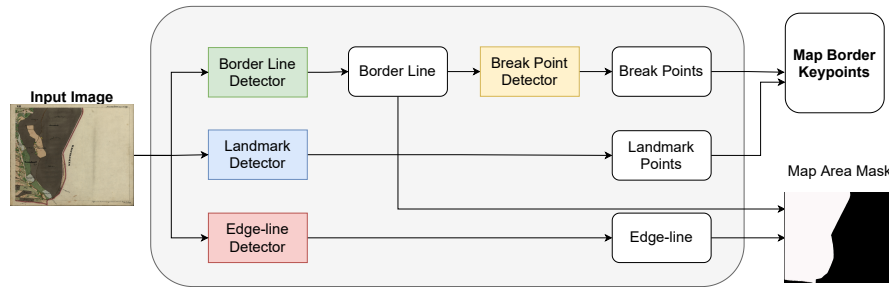 Input Image
Border Line
Detector
Border Line
Break Point
Detector
Break Points
Map Border
Keypoints
Landmark
Detector
Landmark
Points
Map Area Mask
Edge-line
Detector
Edge-line